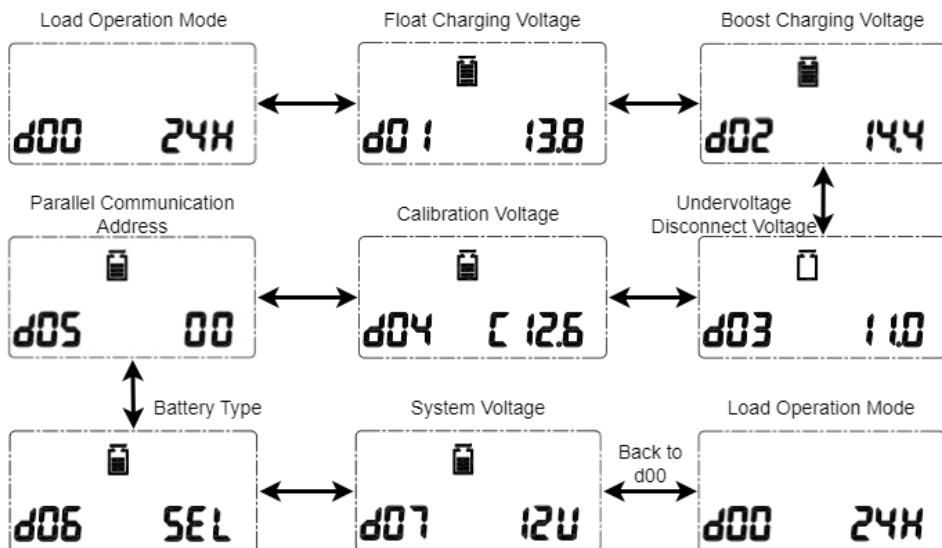 Load Operation Mode
Float Charging Voltage
Boost Charging Voltage
d00 24H
d01 13.8
d02 14.4
Parallel Communication
Address
Calibration Voltage
Undervoltage
Disconnect Voltage
d05 00
d04 C 12.6
d03 11.0
Battery Type
System Voltage
Load Operation Mode
Back to
d00
d06 SEL
d07 12U
d00 24H